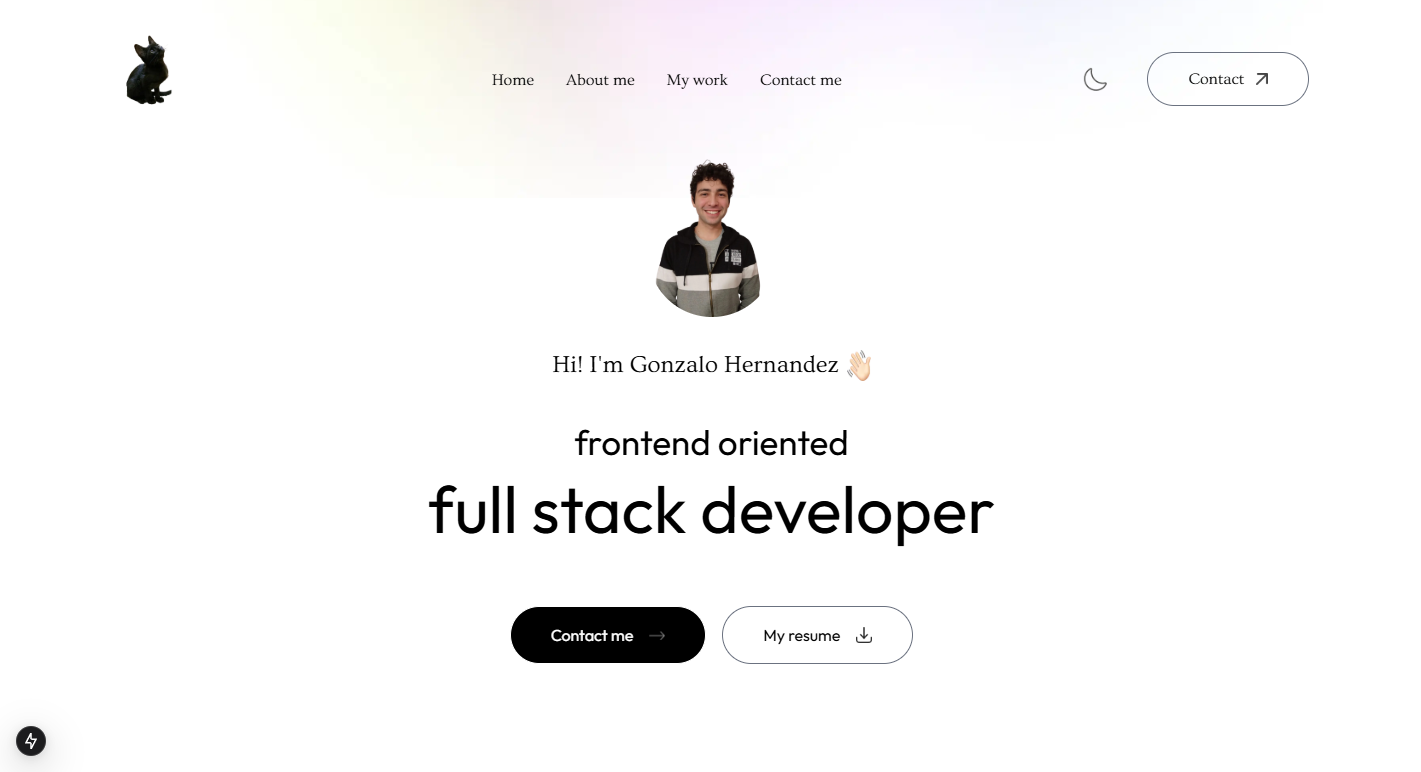 Home About me My work Contact me Contact
Hi! I'm Gonzalo Hernandez 👋🏻
frontend oriented
full stack developer
Contact me My resume